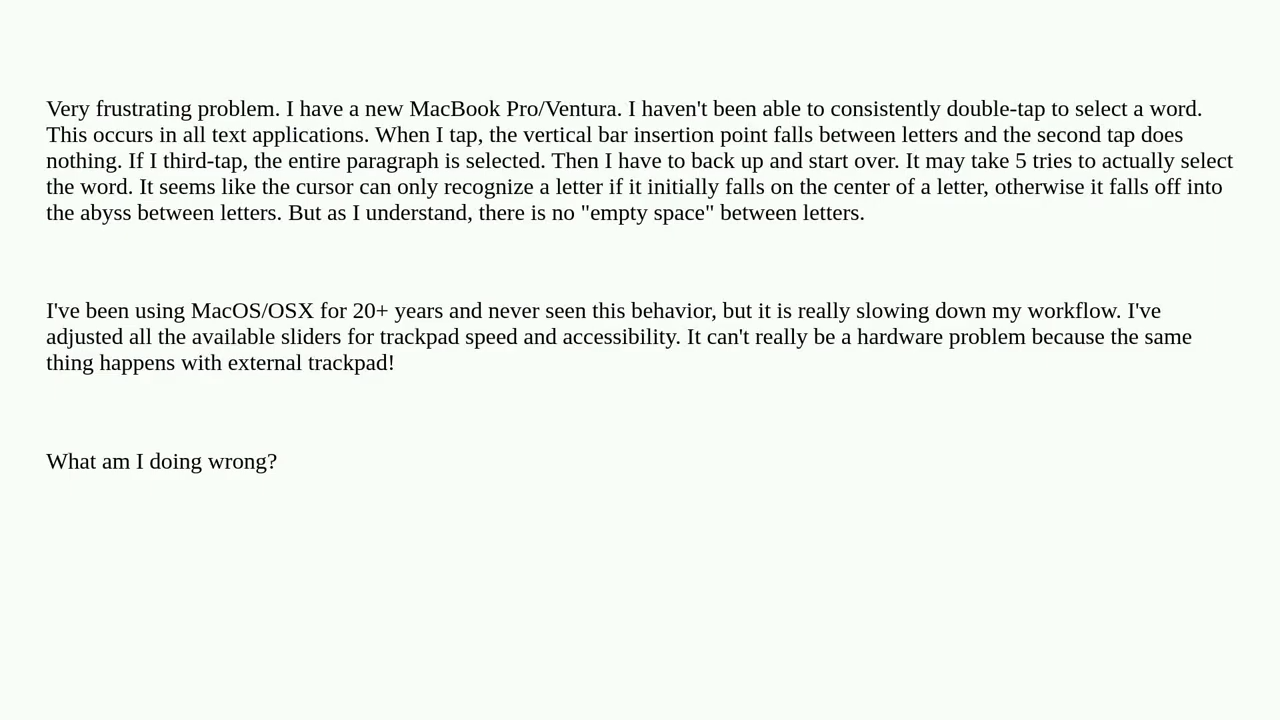 Very frustrating problem. I have a new MacBook Pro/Ventura. I haven't been able to consistently double-tap to select a word.
This occurs in all text applications. When I tap, the vertical bar insertion point falls between letters and the second tap does
nothing. If I third-tap, the entire paragraph is selected. Then I have to back up and start over. It may take 5 tries to actually select
the word. It seems like the cursor can only recognize a letter if it initially falls on the center of a letter, otherwise it falls off into
the abyss between letters. But as I understand, there is no "empty space" between letters.
I've been using MacOS/OSX for 20+ years and never seen this behavior, but it is really slowing down my workflow. I've
adjusted all the available sliders for trackpad speed and accessibility. It can't really be a hardware problem because the same
thing happens with external trackpad!
What am I doing wrong?